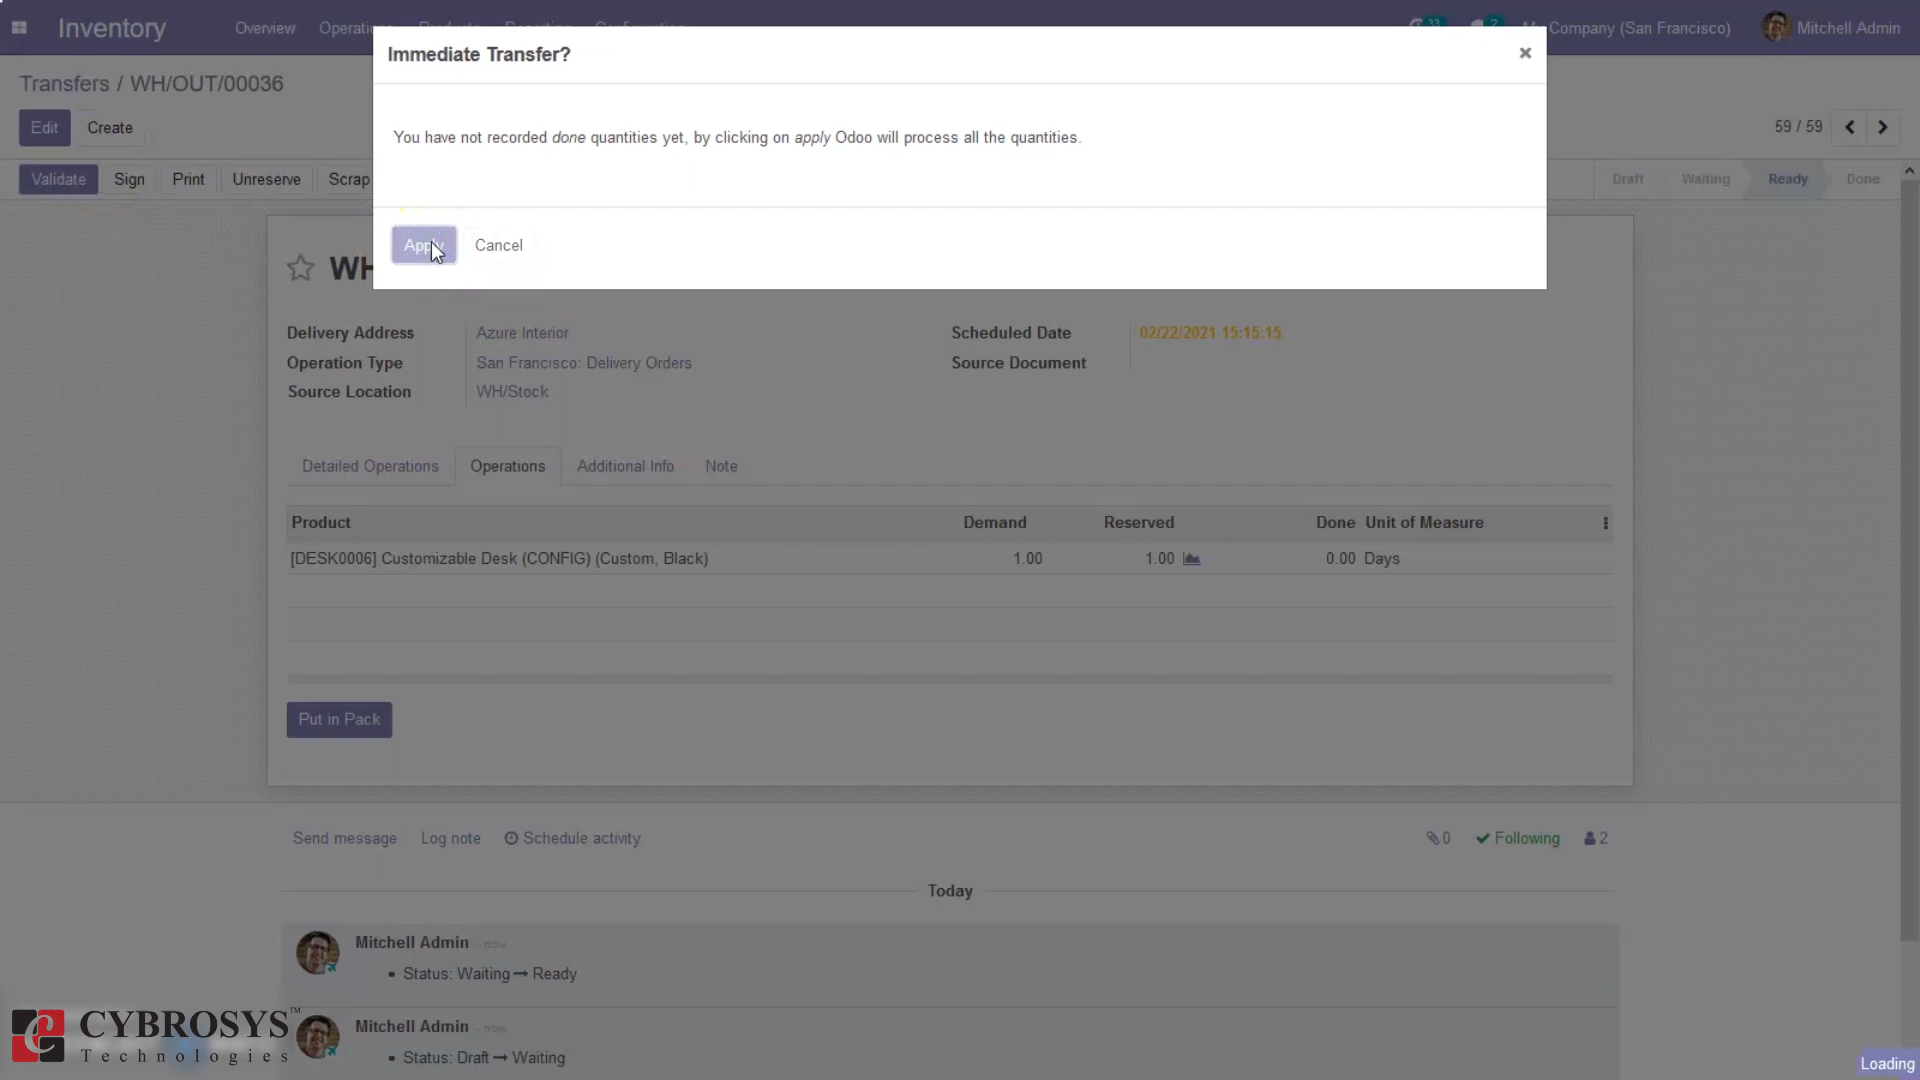 Inventory
Overview
Transfers / WH/OUT/00036
Edit
Create
Immediate Transfer?
You have not recorded done quantities yet, by clicking on apply Odoo will process all the quantities.
Apply
Cancel
33
2
Company (San Francisco)
Mitchell Admin
59 / 59
Validate
Sign
Print
Unreserve
Scrap
Draft
Waiting
Ready
Done
WH
Delivery Address
Azure Interior
Operation Type
San Francisco: Delivery Orders
Source Location
WH/Stock
Scheduled Date
02/22/2021 15:15:15
Source Document
Detailed Operations
Operations
Additional Info
Note
Product Demand Reserved Done Unit of Measure
[DESK0006] Customizable Desk (CONFIG) (Custom, Black) 1.00 1.00 0.00 Days
Put in Pack
Send message
Log note
Schedule activity
0
Following
2
Today
Mitchell Admin - now
• Status: Waiting → Ready
Mitchell Admin - now
• Status: Draft → Waiting
CYBROSYS™
Technologies
Loading